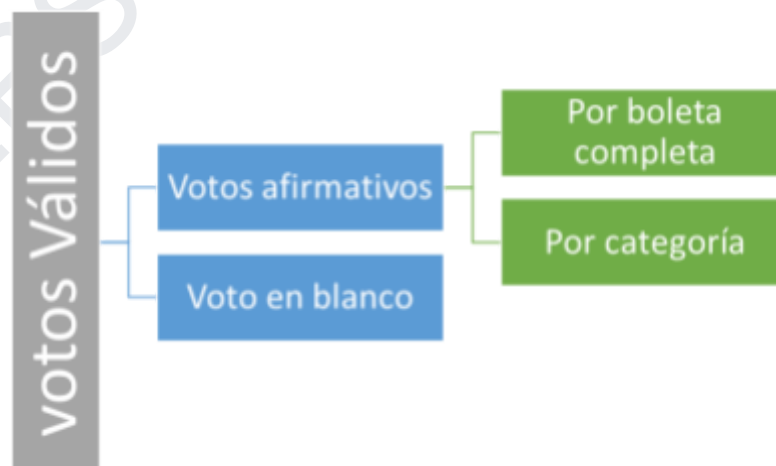 votos Válidos
Votos afirmativos
Voto en blanco
Por boleta
completa
Por categoría